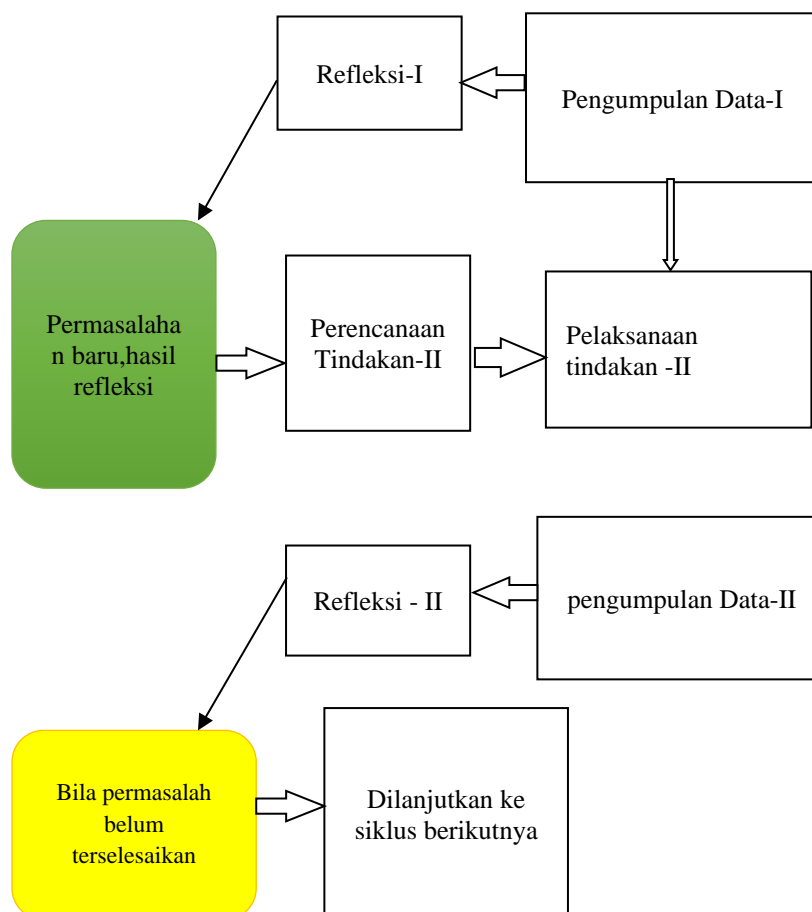 Refleksi-I
Pengumpulan Data-I
Permasalaha
n baru,hasil
refleksi
Perencanaan
Tindakan-II
Pelaksanaan
tindakan -II
Refleksi - II
pengumpulan Data-II
Bila permasalah
belum
terselesaikan
Dilanjutkan ke
siklus berikutnya